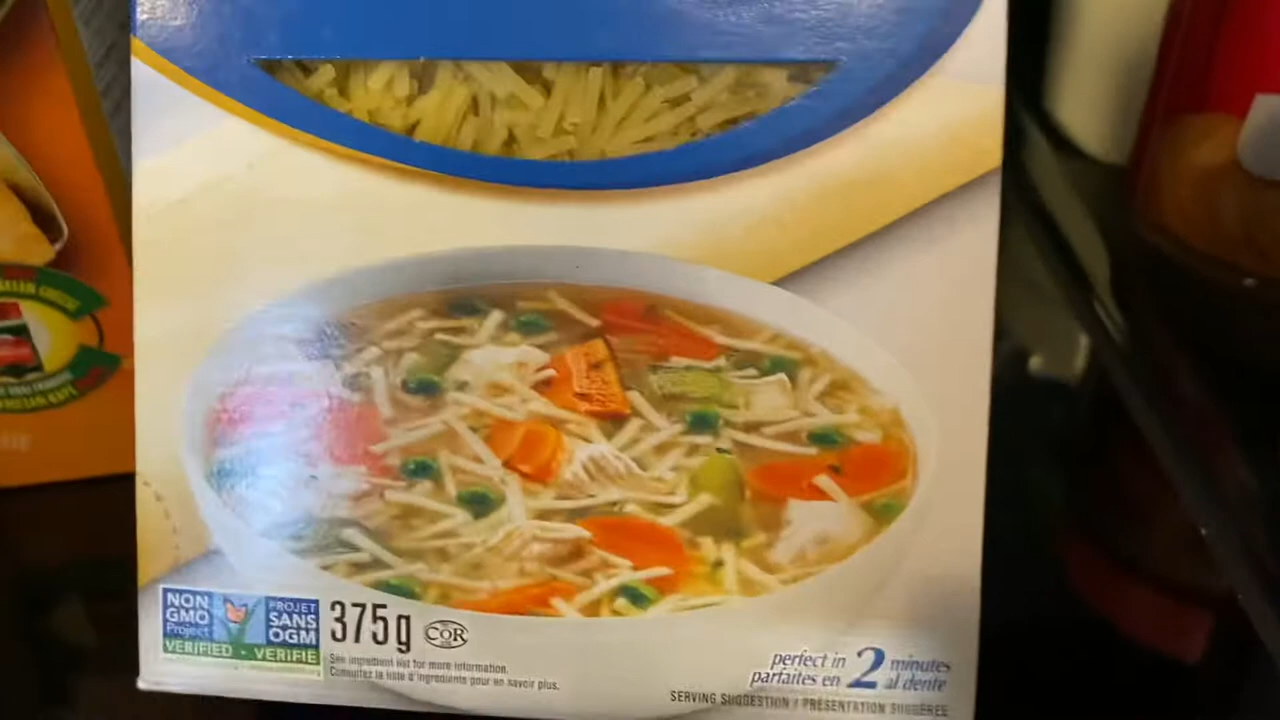 NON
GMO
Project
PROJET
SANS
OGM
VERIFIED • VERIFIÉ
375g
COR
See ingredient list for more information.
Consultez la liste d'ingrédients pour en savoir plus.
perfect in 2 minutes
parfaites en 2 al dente
SERVING SUGGESTION / PRÉSENTATION SUGGÉRÉE